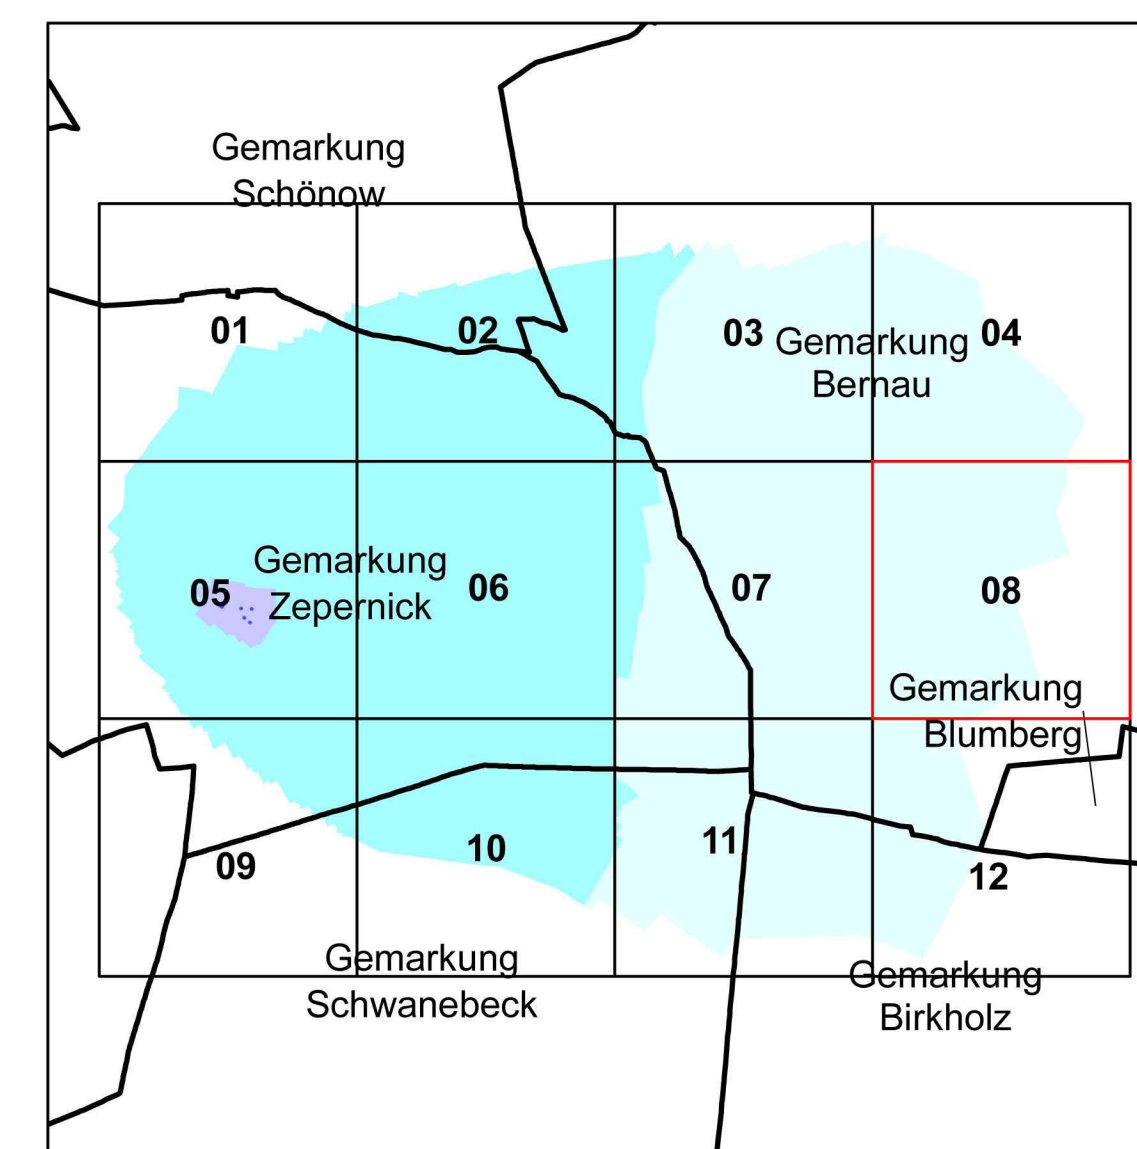 Gemarkung
Schönow
01
02
03
Gemarkung
Bernau
04
05
Gemarkung
Zepernick
06
07
08
Gemarkung
Blumberg
09
10
11
12
Gemarkung
Schwanebeck
Gemarkung
Birkholz